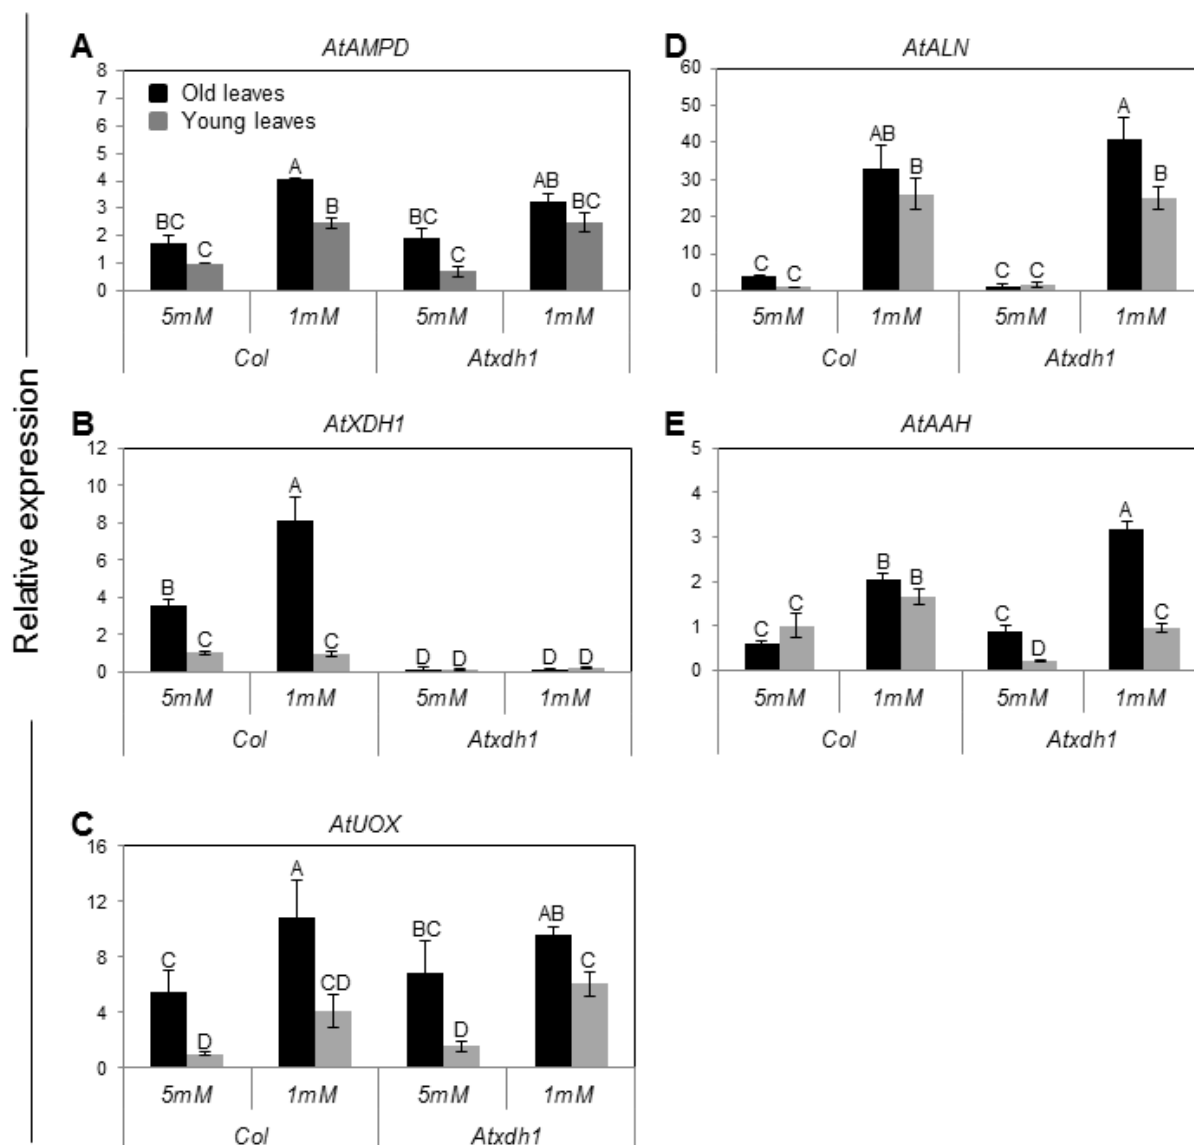 Relative expression
A
AtAMPD
8
7
6
5
4
3
2
1
0
Old leaves
Young leaves
BC
C
A
B
BC
C
AB
BC
5mM
1mM
5mM
1mM
Col
Atxdh1
B
AtXDH1
12
10
8
6
4
2
0
B
C
A
C
D
D
D
D
5mM
1mM
5mM
1mM
Col
Atxdh1
C
AtUOX
16
12
8
4
0
C
D
A
CD
BC
D
AB
C
5mM
1mM
5mM
1mM
Col
Atxdh1
D
AtALN
60
50
40
30
20
10
0
C
C
AB
B
C
C
A
B
5mM
1mM
5mM
1mM
Col
Atxdh1
E
AtAAH
5
4
3
2
1
0
C
C
B
B
C
D
A
C
5mM
1mM
5mM
1mM
Col
Atxdh1